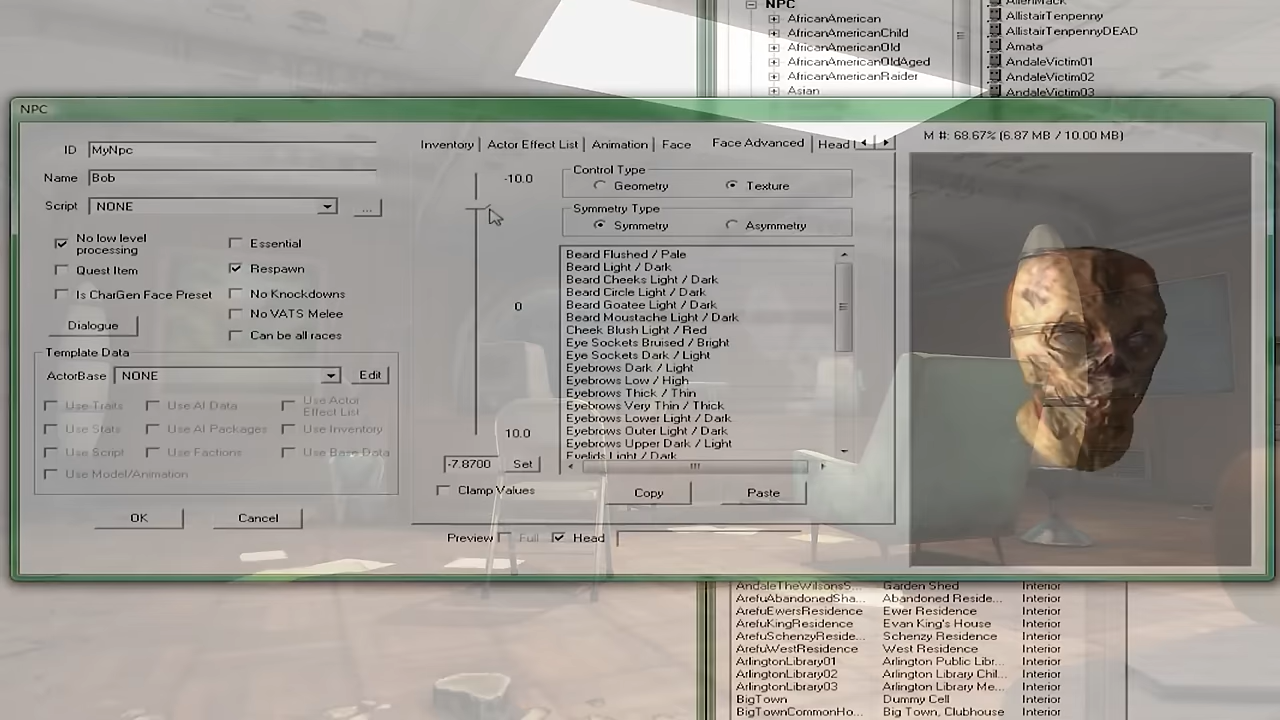 NPC
AfricanAmerican
AfricanAmericanChild
AfricanAmericanOld
AfricanAmericanOldAged
AfricanAmericanRaider
Asian
AllenMack
AllistairTenpenny
AllistairTenpennyDEAD
Amata
AndaleVictim01
AndaleVictim02
AndaleVictim03
NPC
ID MyNpc
Name Bob
Script NONE ...
No low level
processing
Essential
Quest Item
Respawn
Is CharGen Face Preset
No Knockdowns
No VATS Melee
Dialogue
Can be all races
Template Data
ActorBase NONE Edit
Use Traits Use AI Data Use Actor
Effect List
Use Stats Use AI Packages Use Inventory
Use Script Use Factions Use Base Data
Use Model/Animation
OK Cancel
Inventory Actor Effect List Animation Face Face Advanced Head
-10.0
0
10.0
-7.8700 Set
Clamp Values
Control Type
Geometry Texture
Symmetry Type
Symmetry Asymmetry
Beard Flushed / Pale
Beard Light / Dark
Beard Cheeks Light / Dark
Beard Circle Light / Dark
Beard Goatee Light / Dark
Beard Moustache Light / Dark
Cheek Blush Light / Red
Eye Sockets Bruised / Bright
Eye Sockets Dark / Light
Eyebrows Dark / Light
Eyebrows Low / High
Eyebrows Thick / Thin
Eyebrows Very Thin / Thick
Eyebrows Lower Light / Dark
Eyebrows Outer Light / Dark
Eyebrows Upper Dark / Light
Eyelids Light / Dark
Copy Paste
Preview Full Head
M #: 68.67% (6.87 MB / 10.00 MB)
AndaleTheWilsonsS... Garden Shed Interior
ArefuAbandonedSha... Abandoned Reside... Interior
ArefuEwersResidence Ewer Residence Interior
ArefuKingResidence Evan King's House Interior
ArefuSchenzyReside... Schenzy Residence Interior
ArefuWestResidence West Residence Interior
ArlingtonLibrary01 Arlington Public Libr... Interior
ArlingtonLibrary02 Arlington Library Chil... Interior
ArlingtonLibrary03 Arlington Library Me... Interior
BigTown Dummy Cell Interior
BigTownCommonHo... Big Town, Clubhouse Interior